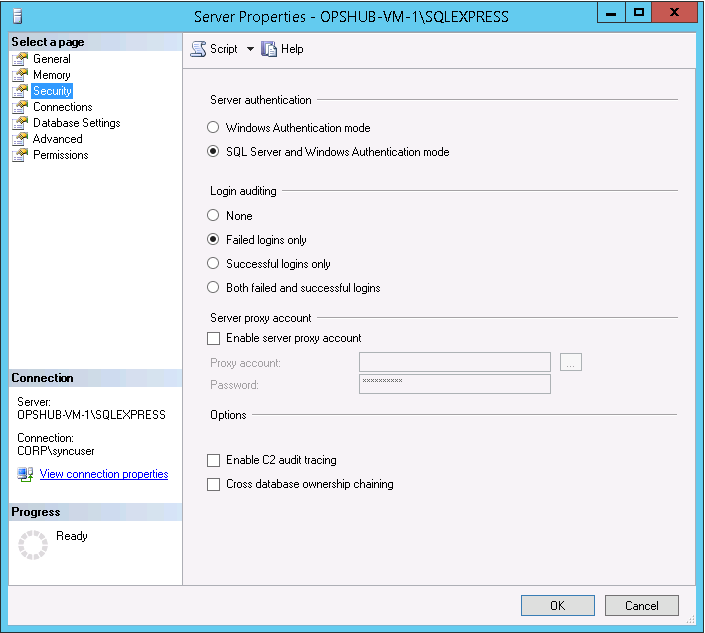 Server Properties - OPSHUB-VM-1\SQLEXPRESS
Select a page
General
Memory
Security
Connections
Database Settings
Advanced
Permissions
Connection
Server:
OPSHUB-VM-1\SQLEXPRESS
Connection:
CORP\syncuser
View connection properties
Progress
Ready
Script Help
Server authentication
Windows Authentication mode
SQL Server and Windows Authentication mode
Login auditing
None
Failed logins only
Successful logins only
Both failed and successful logins
Server proxy account
Enable server proxy account
Proxy account:
...
Password: **********
Options
Enable C2 audit tracing
Cross database ownership chaining
OK Cancel